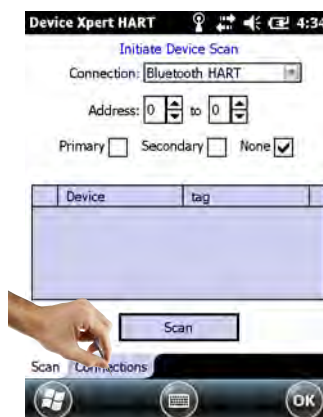 Device Xpert HART 4:34
Initiate Device Scan
Connection: Bluetooth HART
Address: 0 to 0
Primary Secondary None
Device tag
Scan
Scan Connections
OK